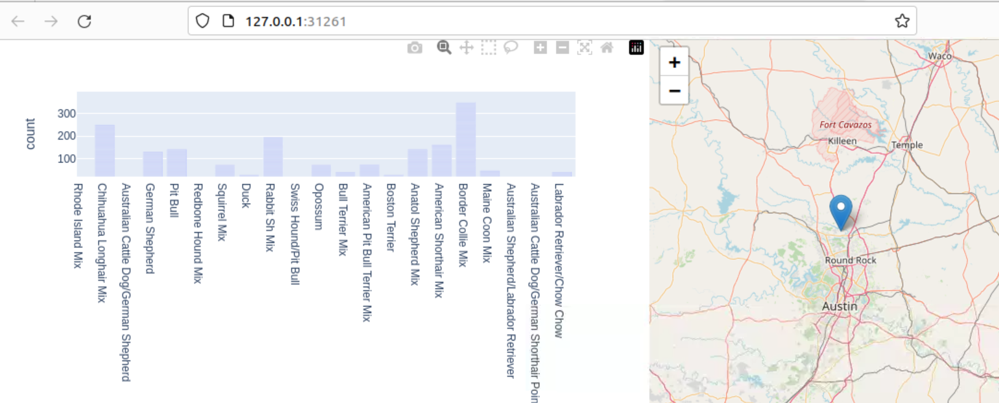 127.0.0.1:31261
count
300
200
100
Rhode Island Mix
Chihuahua Longhair Mix
Australian Cattle Dog/German Shepherd
German Shepherd
Pit Bull
Redbone Hound Mix
Squirrel Mix
Duck
Rabbit Sh Mix
Swiss Hound/Pit Bull
Opossum
Bull Terrier Mix
American Pit Bull Terrier Mix
Boston Terrier
Anatol Shepherd Mix
American Shorthair Mix
Border Collie Mix
Maine Coon Mix
Australian Shepherd/Labrador Retriever
Australian Cattle Dog/German Shorthair Poin
Labrador Retriever/Chow Chow
+
−
Waco
Fort Cavazos
Killeen
Temple
Round Rock
Austin